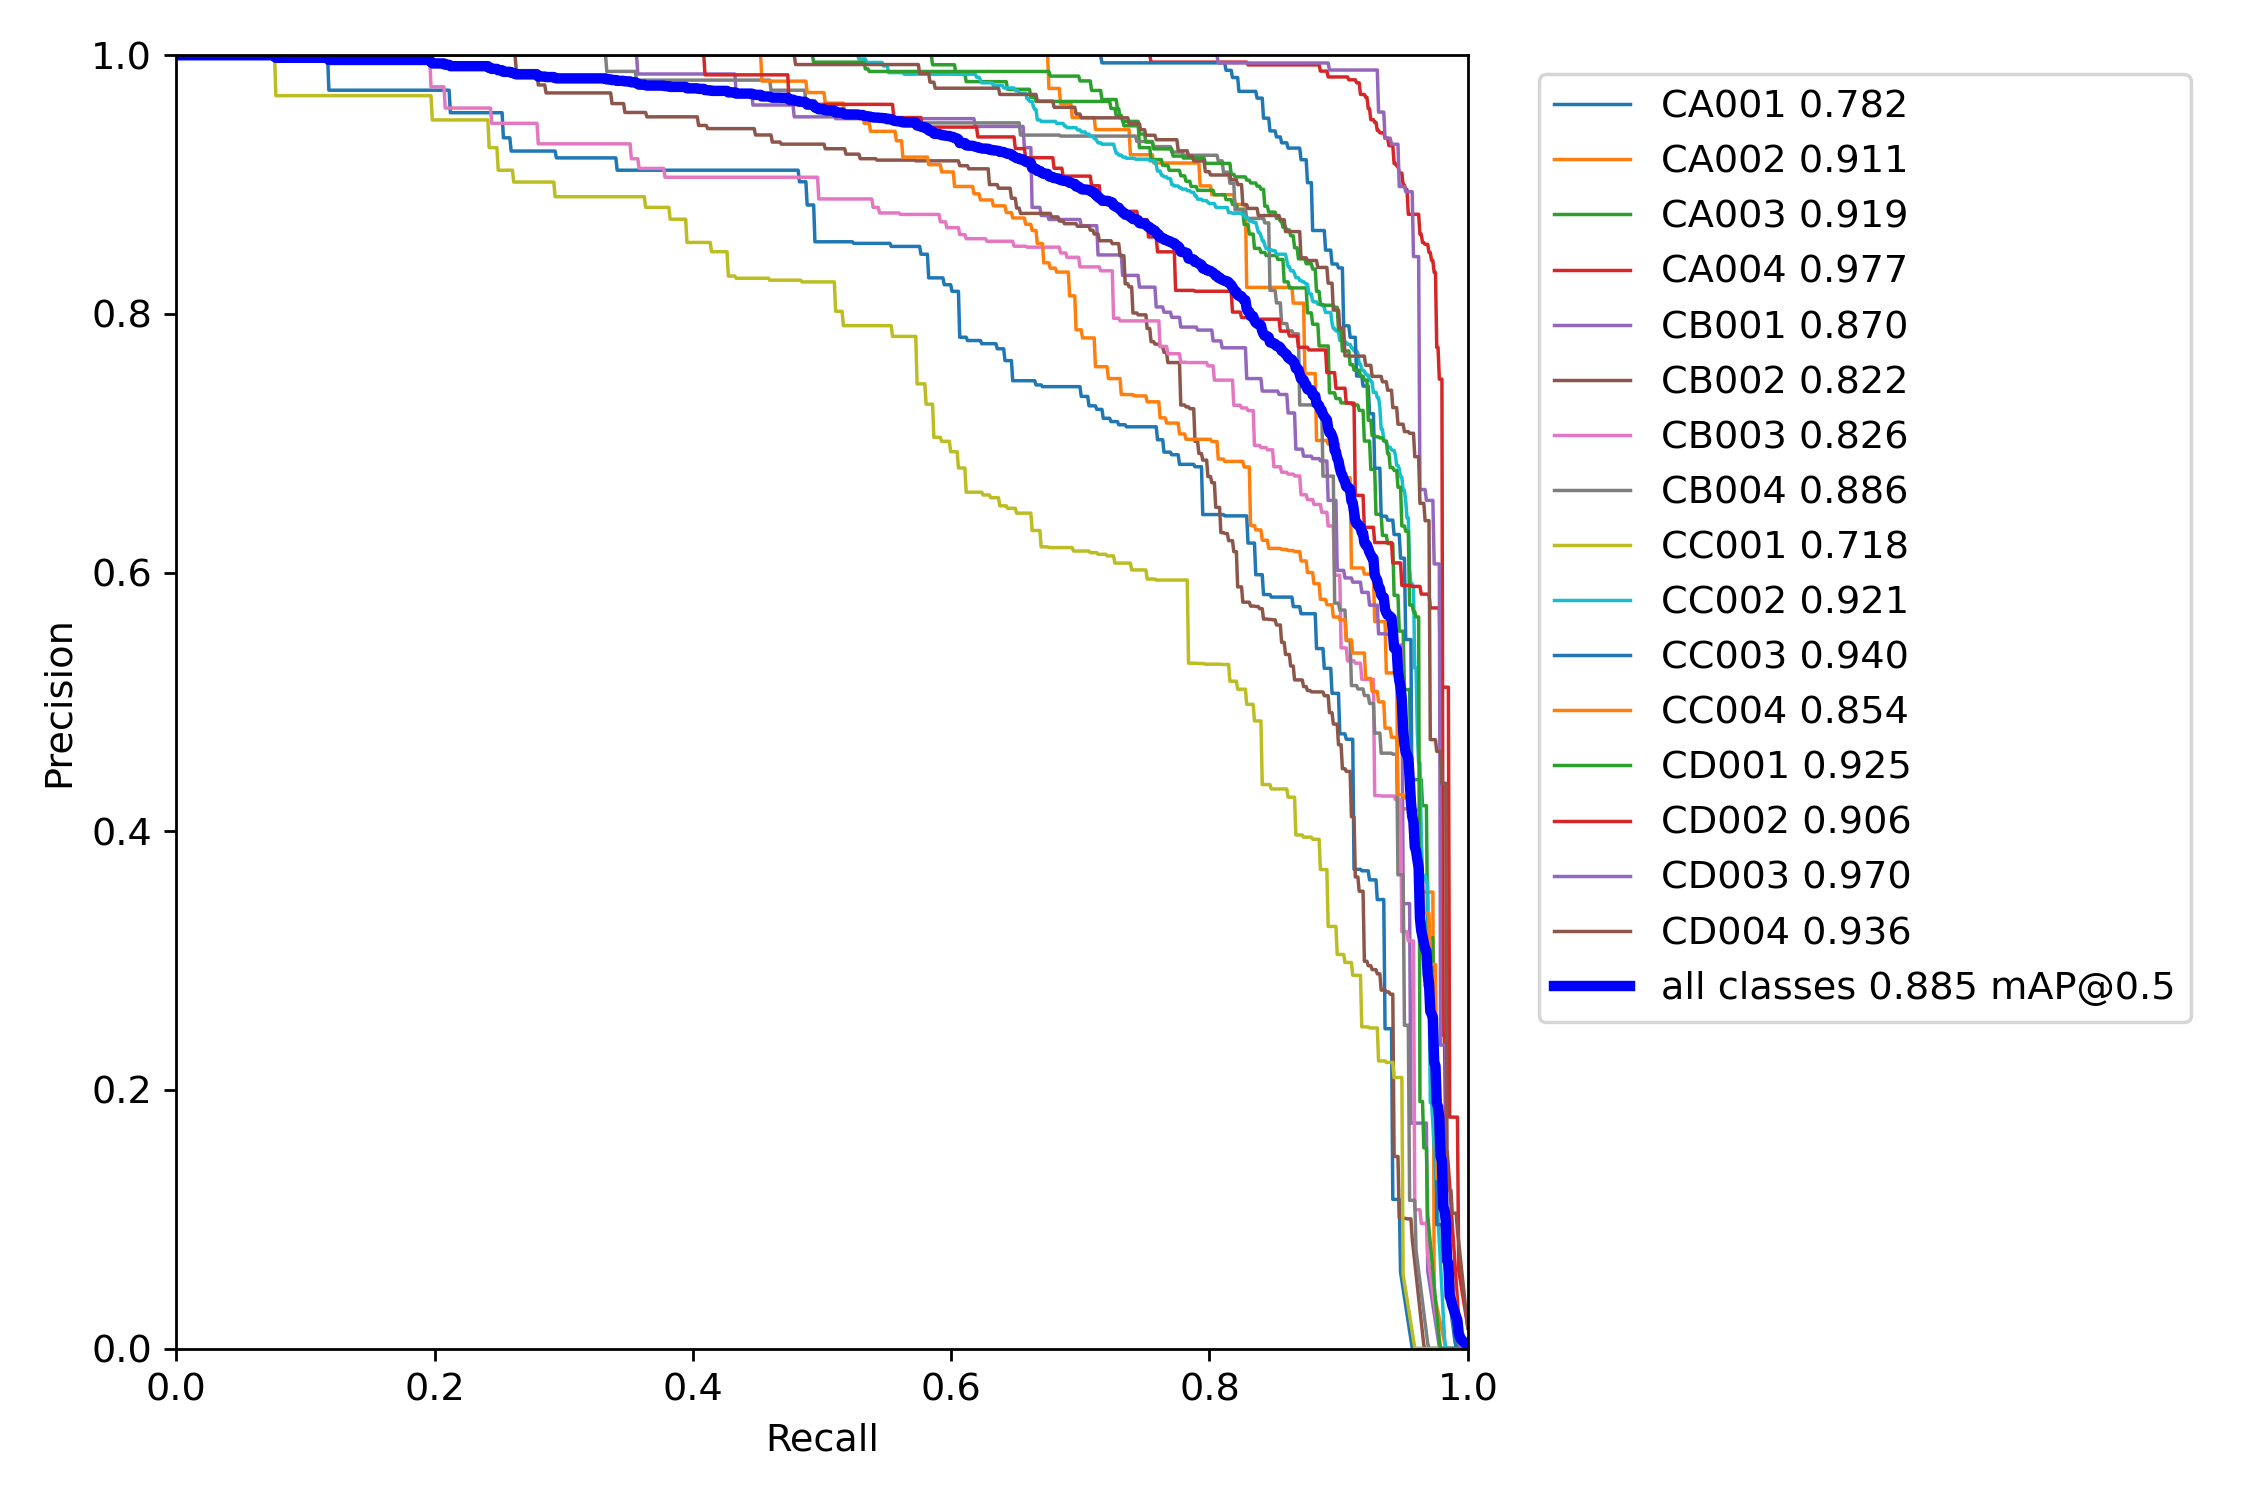 1.0
0.8
0.6
0.4
0.2
0.0
Precision
0.0 0.2 0.4 0.6 0.8 1.0
Recall
CA001 0.782
CA002 0.911
CA003 0.919
CA004 0.977
CB001 0.870
CB002 0.822
CB003 0.826
CB004 0.886
CC001 0.718
CC002 0.921
CC003 0.940
CC004 0.854
CD001 0.925
CD002 0.906
CD003 0.970
CD004 0.936
all classes 0.885 mAP@0.5